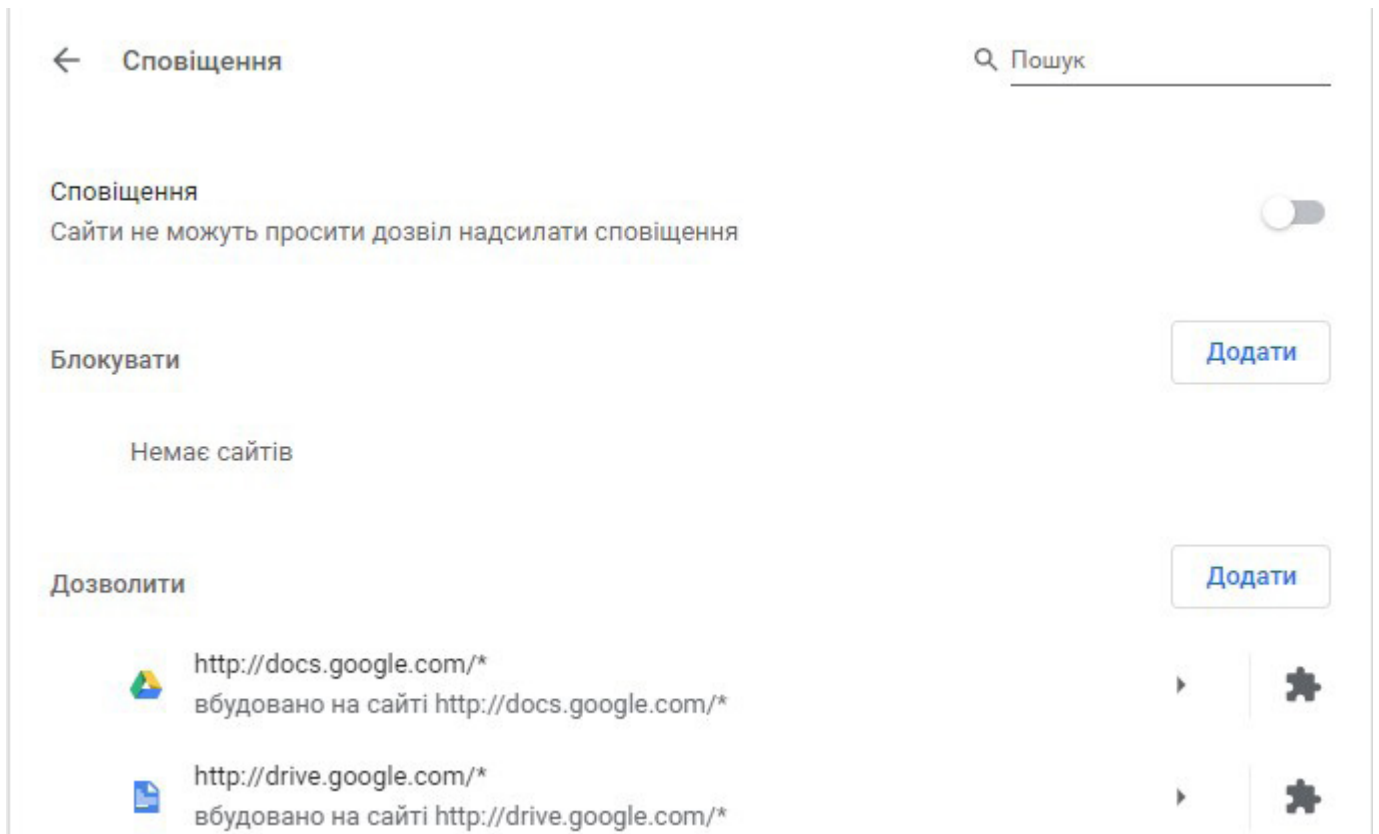 Сповіщення
Пошук
Сповіщення
Сайти не можуть просити дозвіл надсилати сповіщення
Блокувати
Додати
Немає сайтів
Дозволити
Додати
http://docs.google.com/*
вбудовано на сайті http://docs.google.com/*
http://drive.google.com/*
вбудовано на сайті http://drive.google.com/*